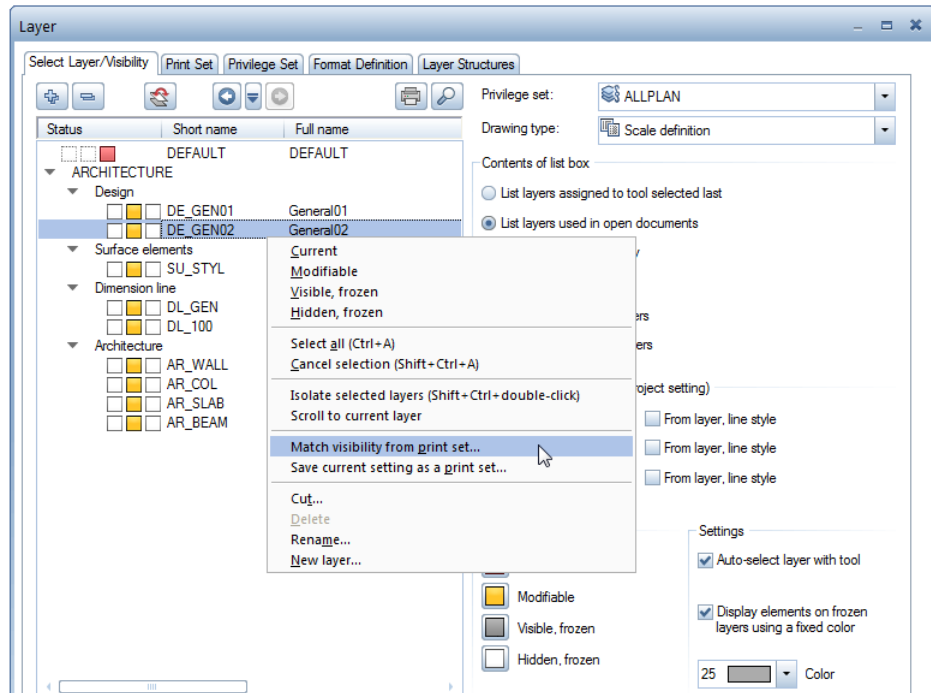 Layer
Select Layer/Visibility Print Set Privilege Set Format Definition Layer Structures
Privilege set: ALLPLAN
Status Short name Full name
Drawing type: Scale definition
DEFAULT DEFAULT
ARCHITECTURE
Contents of list box
Design
List layers assigned to tool selected last
DE_GEN01 General01
List layers used in open documents
DE_GEN02 General02
Surface elements
SU_STYL
Dimension line
DL_GEN
DL_100
Architecture
AR_WALL
AR_COL
AR_SLAB
AR_BEAM
Current
Modifiable
Visible, frozen
Hidden, frozen
Select all (Ctrl+A)
Cancel selection (Shift+Ctrl+A)
Isolate selected layers (Shift+Ctrl+double-click)
Scroll to current layer
Match visibility from print set...
Save current setting as a print set...
Cut...
Delete
Rename...
New layer...
y
ers
ers
oject setting)
From layer, line style
From layer, line style
From layer, line style
Settings
Auto-select layer with tool
Modifiable
Display elements on frozen
layers using a fixed color
Visible, frozen
Hidden, frozen
25 Color